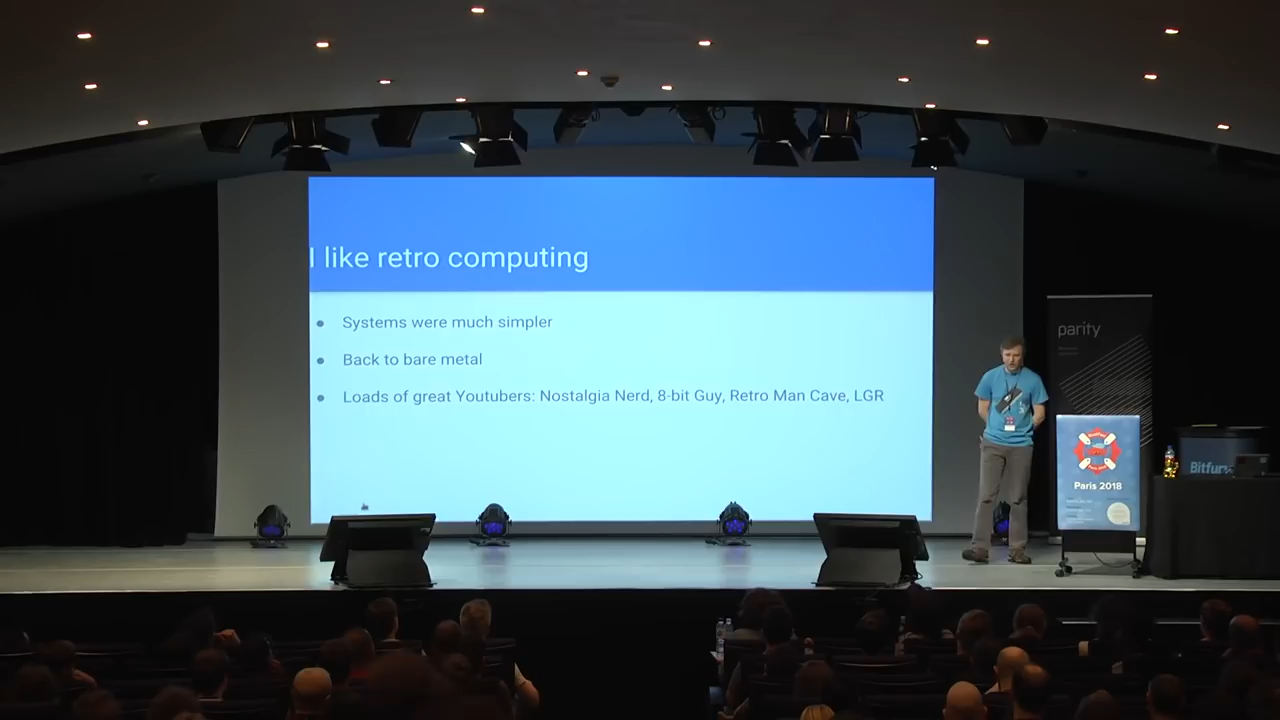 I like retro computing
● Systems were much simpler
● Back to bare metal
● Loads of great Youtubers: Nostalgia Nerd, 8-bit Guy, Retro Man Cave, LGR
parity
Paris 2018